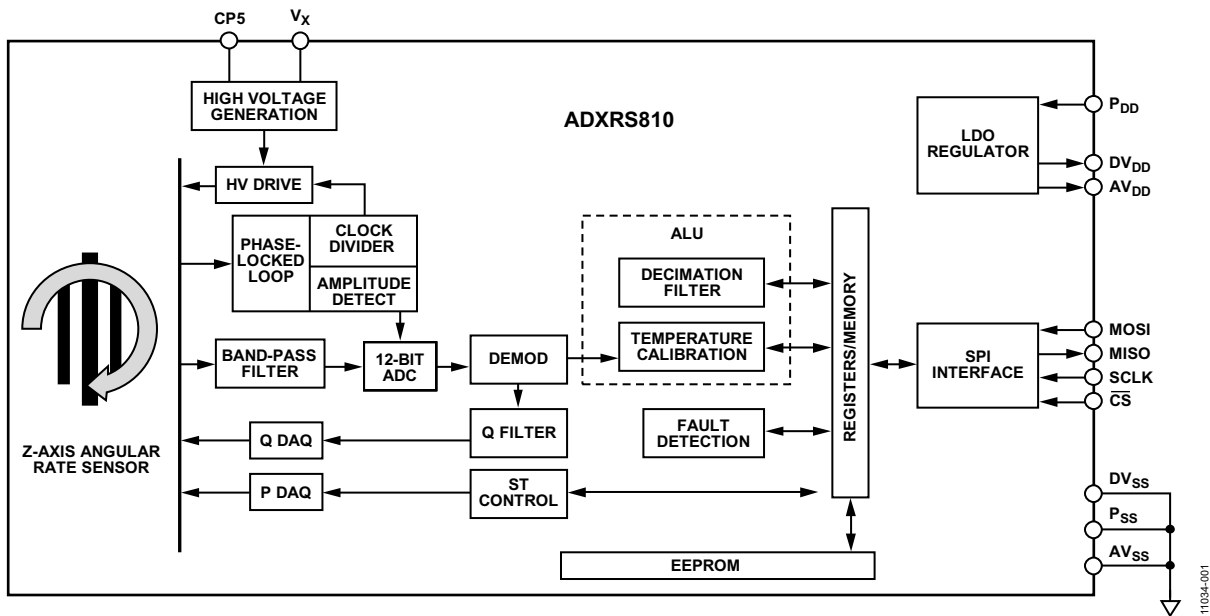 CP5
VX
HIGH VOLTAGE
GENERATION
ADXRS810
LDO
REGULATOR
PDD
DVDD
AVDD
HV DRIVE
PHASE-
LOCKED
LOOP
CLOCK
DIVIDER
AMPLITUDE
DETECT
ALU
DECIMATION
FILTER
TEMPERATURE
CALIBRATION
REGISTERS/MEMORY
BAND-PASS
FILTER
12-BIT
ADC
DEMOD
SPI
INTERFACE
MOSI
MISO
SCLK
CS
Z-AXIS ANGULAR
RATE SENSOR
Q DAQ
Q FILTER
FAULT
DETECTION
P DAQ
ST
CONTROL
EEPROM
DVSS
PSS
AVSS
11034-001